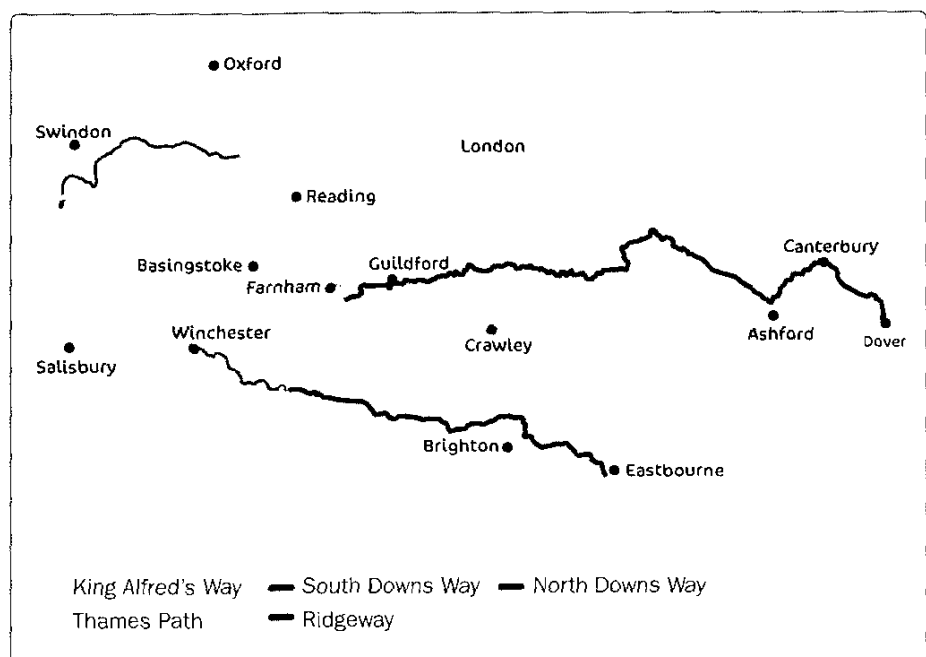 Oxford
Swindon
London
Reading
Canterbury
Basingstoke
Guildford
Farnham
Winchester
Crawley
Ashford
Dover
Salisbury
Brighton
Eastbourne
King Alfred's Way South Downs Way North Downs Way
Thames Path Ridgeway